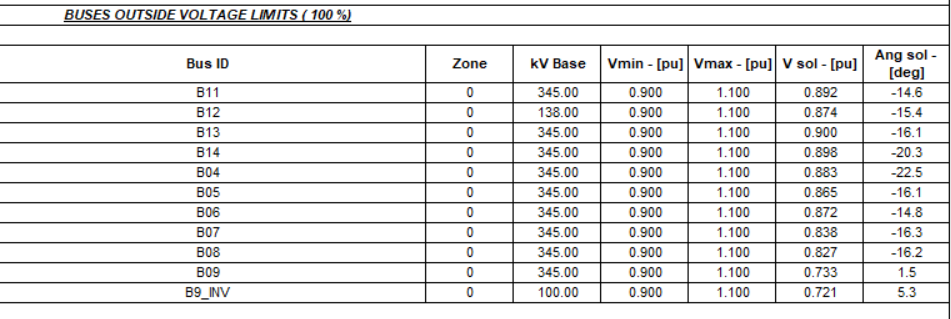 BUSES OUTSIDE VOLTAGE LIMITS ( 100 %)
Bus ID Zone kV Base Vmin - [pu] Vmax - [pu] V sol - [pu] Ang sol - [deg]
B11 0 345.00 0.900 1.100 0.892 -14.6
B12 0 138.00 0.900 1.100 0.874 -15.4
B13 0 345.00 0.900 1.100 0.900 -16.1
B14 0 345.00 0.900 1.100 0.898 -20.3
B04 0 345.00 0.900 1.100 0.883 -22.5
B05 0 345.00 0.900 1.100 0.865 -16.1
B06 0 345.00 0.900 1.100 0.872 -14.8
B07 0 345.00 0.900 1.100 0.838 -16.3
B08 0 345.00 0.900 1.100 0.827 -16.2
B09 0 345.00 0.900 1.100 0.733 1.5
B9_INV 0 100.00 0.900 1.100 0.721 5.3